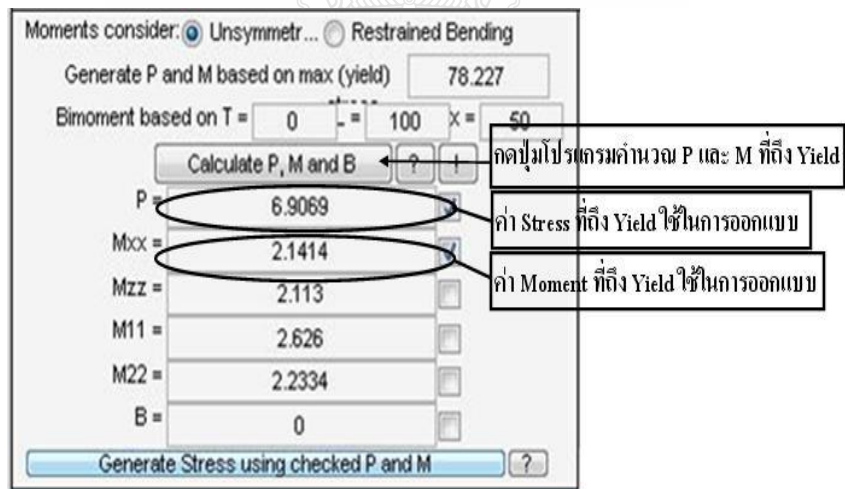 Moments consider: Unsymmetr... Restrained Bending
Generate P and M based on max (yield) 78.227
Bimoment based on T = 0 = 100 x = 50
Calculate P, M and B ? !
กดปุ่มโปรแกรมคำนวณ P และ M ที่ถึง Yield
P = 6.9069
ค่า Stress ที่ถึง Yield ใช้ในการออกแบบ
Mxx = 2.1414
ค่า Moment ที่ถึง Yield ใช้ในการออกแบบ
Mzz = 2.113
M11 = 2.626
M22 = 2.2334
B = 0
Generate Stress using checked P and M ?